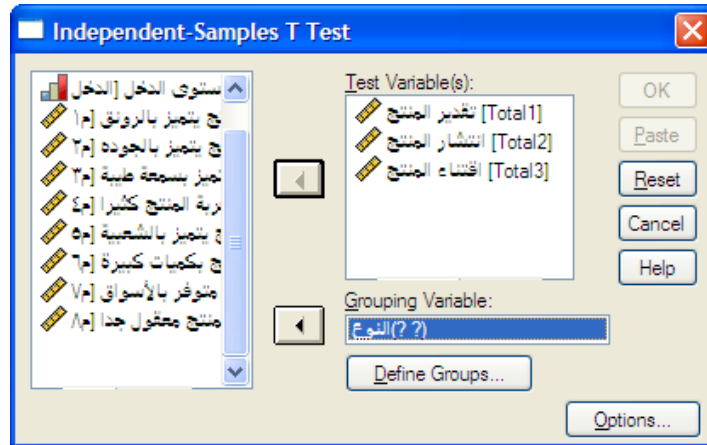 Independent-Samples T Test
ستوى الدخل [الدخل
ج يتميز بالرونق [م١
ج يتميز بالجوده [م٢
تميز بسمعة طيبة [م٣
ربة المنتج كثيرا [م٤
ج يتميز بالشعبية [م٥
ج بكميات كبيرة [م٦
متوفر بالأسواق [م٧
منتج معقول جدا [م٨
Test Variable(s):
تقدير المنتج [Total1]
انتشار المنتج [Total2]
اقتناء المنتج [Total3]
Grouping Variable:
النوع(? ?)
Define Groups...
OK
Paste
Reset
Cancel
Help
Options...